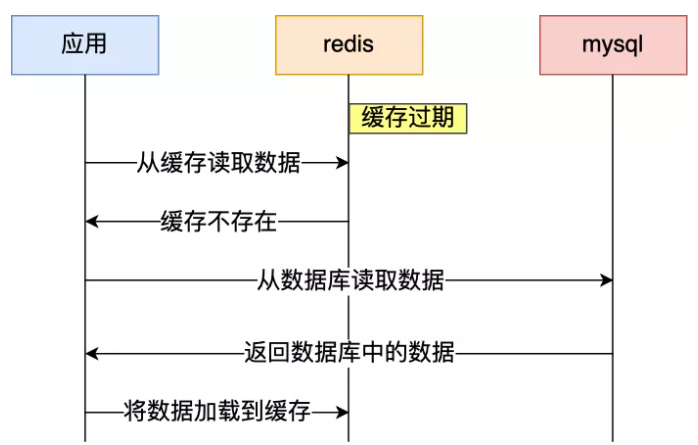 应用
redis
mysql
缓存过期
从缓存读取数据
缓存不存在
从数据库读取数据
返回数据库中的数据
将数据加载到缓存